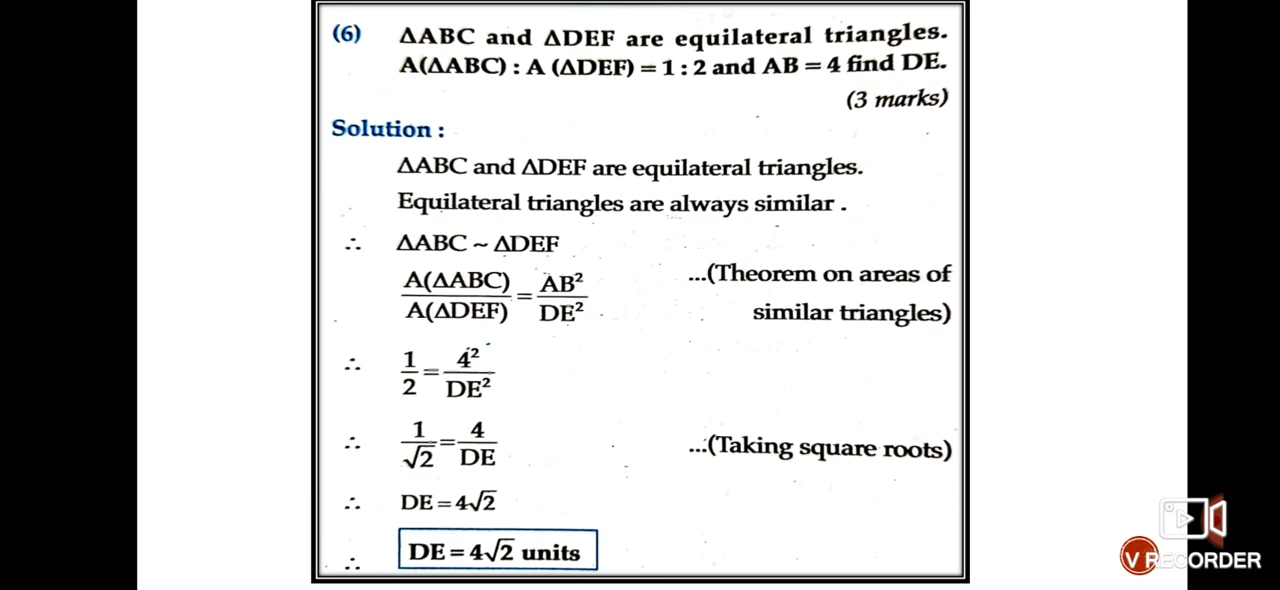 (6) ΔABC and ΔDEF are equilateral triangles.
A(ΔABC) : A (ΔDEF) = 1 : 2 and AB = 4 find DE.
(3 marks)
Solution :
ΔABC and ΔDEF are equilateral triangles.
Equilateral triangles are always similar .
∴ ΔABC ~ ΔDEF
A(ΔABC)/A(ΔDEF) = AB²/DE² ...(Theorem on areas of
similar triangles)
∴ 1/2 = 4²/DE²
∴ 1/√2 = 4/DE ...(Taking square roots)
∴ DE = 4√2
∴ DE = 4√2 units
V RECORDER